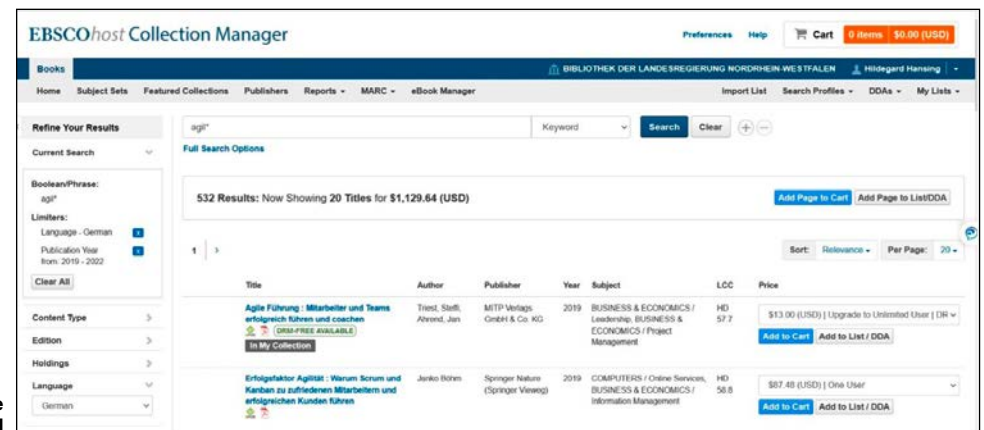 EBSCOhost Collection Manager
Preferences Help Cart 0 items $0.00 (USD)
Books
BIBLIOTHEK DER LANDESREGIERUNG NORDRHEIN-WESTFALEN Hildegard Hansing
Home Subject Sets Featured Collections Publishers Reports MARC eBook Manager Import List Search Profiles DDAs My Lists
Refine Your Results
Current Search
Boolean/Phrase:
agil*
Limiters:
Language - German
Publication Year
from: 2019 - 2022
Clear All
Content Type
Edition
Holdings
Language
German
agil* Keyword Search Clear
Full Search Options
532 Results: Now Showing 20 Titles for $1,129.64 (USD)
Add Page to Cart Add Page to List/DDA
1 Sort: Relevance Per Page: 20
Title Author Publisher Year Subject LCC Price
Agile Führung : Mitarbeiter und Teams
erfolgreich führen und coachen
DRM-FREE AVAILABLE
In My Collection
Triest, Steffi,
Ahrend, Jan
MITP Verlags
GmbH & Co. KG
2019
BUSINESS & ECONOMICS /
Leadership, BUSINESS &
ECONOMICS / Project
Management
HD
57.7
$13.00 (USD) | Upgrade to Unlimited User | DR
Add to Cart Add to List / DDA
Erfolgsfaktor Agilität : Warum Scrum und
Kanban zu zufriedenen Mitarbeitern und
erfolgreichen Kunden führen
Janko Böhm
Springer Nature
(Springer Vieweg)
2019
COMPUTERS / Online Services,
BUSINESS & ECONOMICS /
Information Management
HD
58.8
$87.48 (USD) | One User
Add to Cart Add to List / DDA